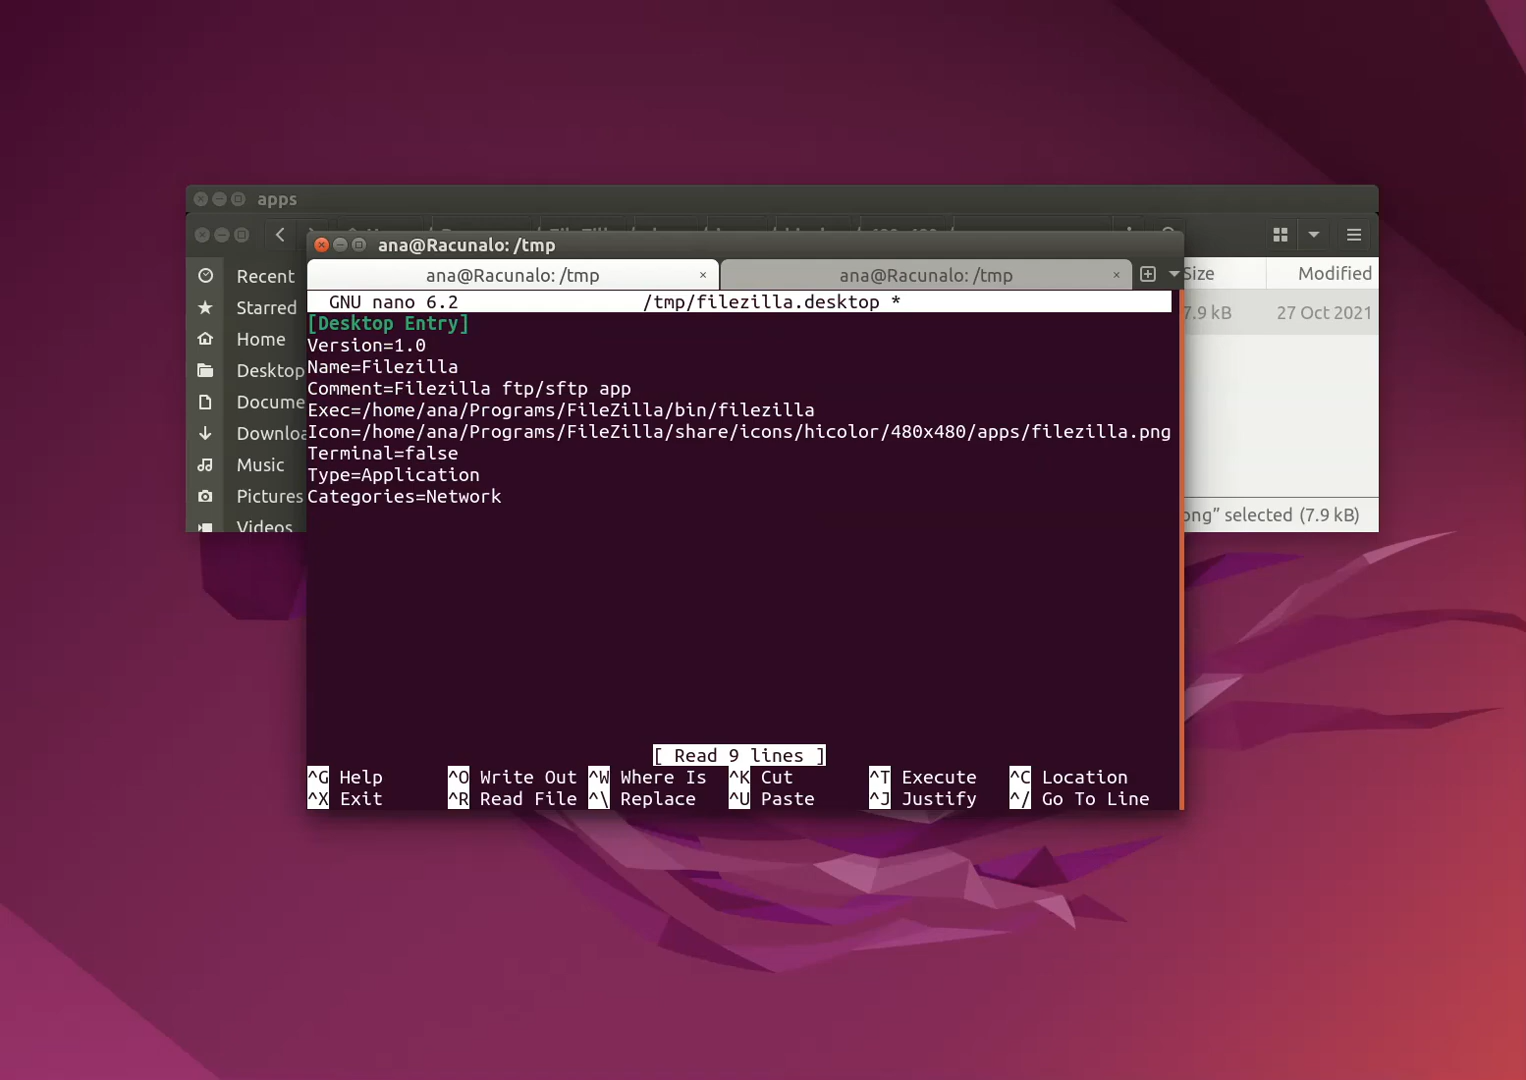 apps
ana@Racunalo: /tmp
ana@Racunalo: /tmp
ana@Racunalo: /tmp
Recent
Starred
Home
Desktop
Docume
Downloa
Music
Pictures
Videos
Size
Modified
7.9 kB
27 Oct 2021
png” selected (7.9 kB)
GNU nano 6.2
/tmp/filezilla.desktop *
[Desktop Entry]
Version=1.0
Name=Filezilla
Comment=Filezilla ftp/sftp app
Exec=/home/ana/Programs/FileZilla/bin/filezilla
Icon=/home/ana/Programs/FileZilla/share/icons/hicolor/480x480/apps/filezilla.png
Terminal=false
Type=Application
Categories=Network
[ Read 9 lines ]
^G Help ^O Write Out ^W Where Is ^K Cut ^T Execute ^C Location
^X Exit ^R Read File ^\ Replace ^U Paste ^J Justify ^/ Go To Line